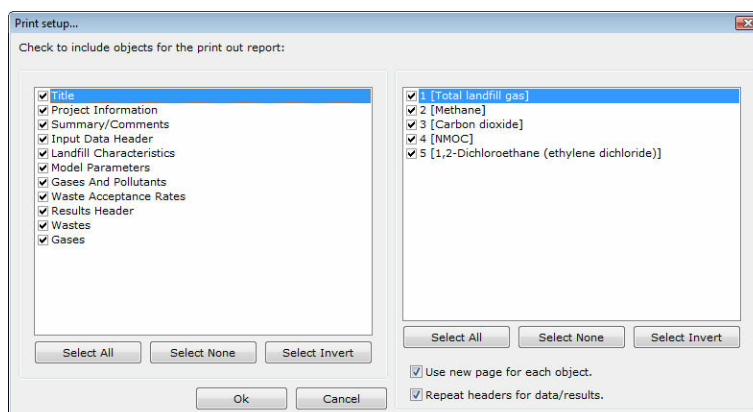 Print setup...
Check to include objects for the print out report:
Title
Project Information
Summary/Comments
Input Data Header
Landfill Characteristics
Model Parameters
Gases And Pollutants
Waste Acceptance Rates
Results Header
Wastes
Gases
Select All Select None Select Invert
1 [Total landfill gas]
2 [Methane]
3 [Carbon dioxide]
4 [NMOC]
5 [1,2-Dichloroethane (ethylene dichloride)]
Select All Select None Select Invert
Use new page for each object.
Repeat headers for data/results.
Ok Cancel